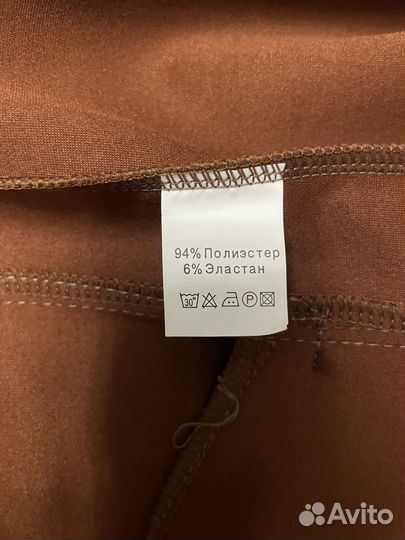 94% Полиэстер
6% Эластан
30° P
Avito